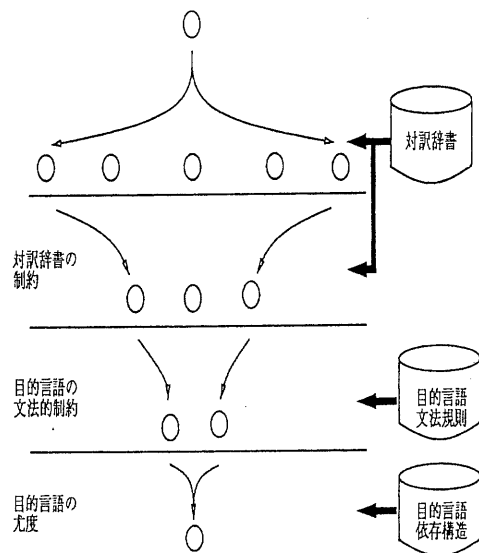 対訳辞書
対訳辞書の
制約
目的言語の
文法的制約
目的言語
文法規則
目的言語の
尤度
目的言語
依存構造